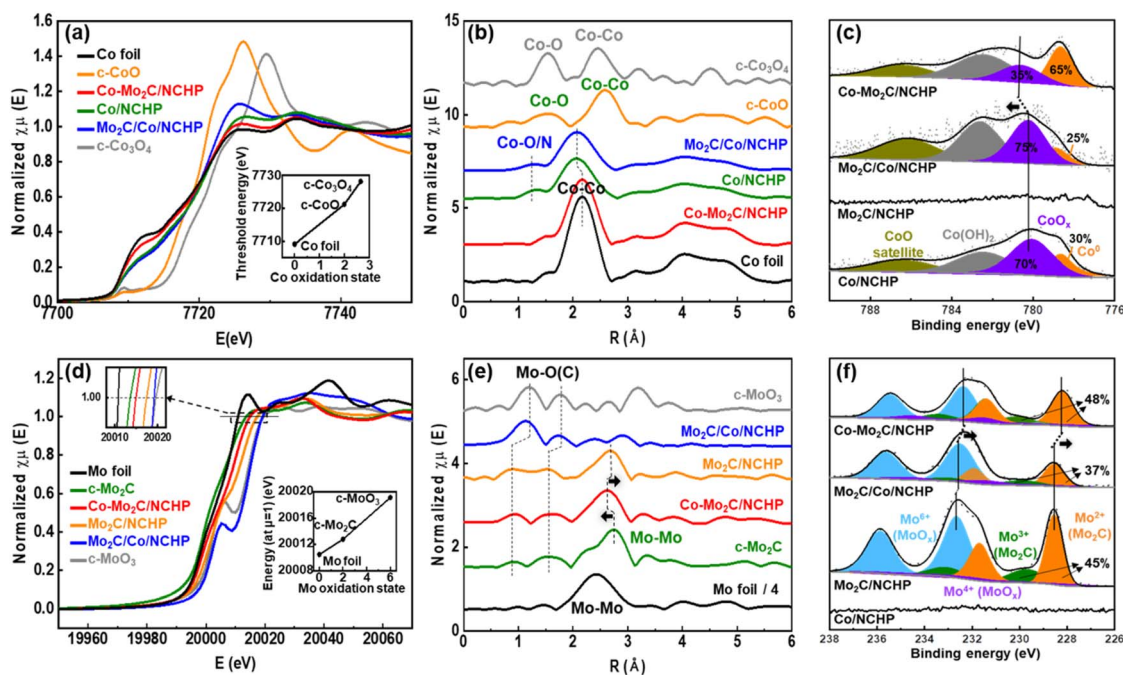 (a)
Normalized χμ (E)
1.6
1.4
1.2
1.0
0.8
0.6
0.4
0.2
0.0
Co foil
c-CoO
Co-Mo₂C/NCHP
Co/NCHP
Mo₂C/Co/NCHP
c-Co₃O₄
Threshold energy (eV)
7730
7720
7710
c-Co₃O₄
c-CoO
Co foil
0 1 2 3
Co oxidation state
7700 7720 7740
E(eV)
(b)
Normalized χμ (E)
15
10
5
0
Co-Co
Co-O
c-Co₃O₄
Co-Co
Co-O
c-CoO
Co-O/N
Mo₂C/Co/NCHP
Co/NCHP
Co-Co
Co-Mo₂C/NCHP
Co foil
0 1 2 3 4 5 6
R (Å)
(c)
35%
65%
Co-Mo₂C/NCHP
25%
75%
Mo₂C/Co/NCHP
Mo₂C/NCHP
CoOₓ
CoO
satellite
Co(OH)₂
30%
Co⁰
70%
Co/NCHP
788 784 780 776
Binding energy (eV)
(d)
Normalized χμ (E)
1.2
1.0
0.8
0.6
0.4
0.2
0.0
1.00
20010 20020
Mo foil
c-Mo₂C
Co-Mo₂C/NCHP
Mo₂C/NCHP
Mo₂C/Co/NCHP
c-MoO₃
Energy (at μ=1) (eV)
20020
20016
20012
20008
c-MoO₃
c-Mo₂C
Mo foil
0 2 4 6
Mo oxidation state
19960 19980 20000 20020 20040 20060
E (eV)
(e)
Normalized χμ (E)
6
4
2
0
Mo-O(C)
c-MoO₃
Mo₂C/Co/NCHP
Mo₂C/NCHP
Co-Mo₂C/NCHP
Mo-Mo
c-Mo₂C
Mo foil / 4
Mo-Mo
0 1 2 3 4 5 6
R (Å)
(f)
48%
Co-Mo₂C/NCHP
37%
Mo₂C/Co/NCHP
Mo⁶⁺
(MoOₓ)
Mo³⁺
(Mo₂C)
Mo²⁺
(Mo₂C)
45%
Mo₂C/NCHP
Mo⁴⁺ (MoOₓ)
Co/NCHP
238 236 234 232 230 228 226
Binding energy (eV)